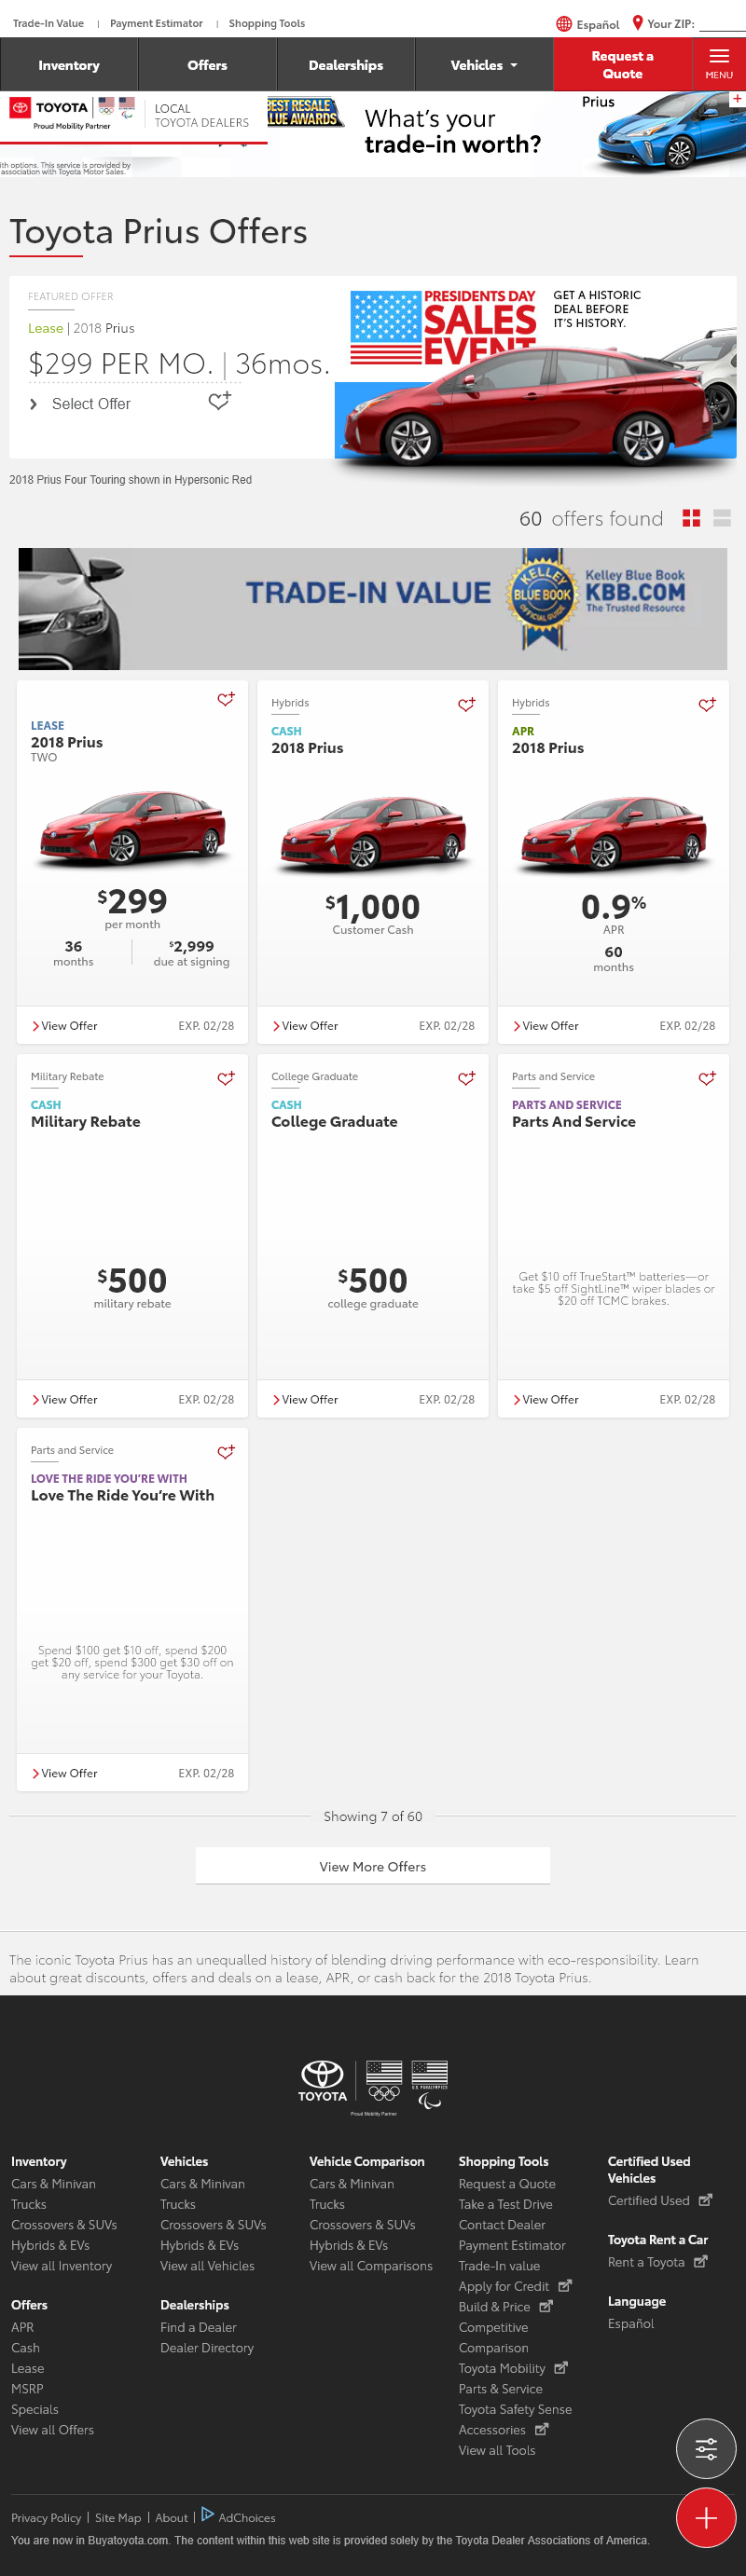 Trade-In Value | Payment Estimator | Shopping Tools
Español Your ZIP:
Inventory
Offers
Dealerships
Vehicles
Request a
Quote
MENU
TOYOTA
Proud Mobility Partner
LOCAL
TOYOTA DEALERS
BEST RESALE
VALUE AWARDS
What's your
trade-in worth?
Prius
+
ith options. This service is provided by
association with Toyota Motor Sales.
Toyota Prius Offers
FEATURED OFFER
Lease | 2018 Prius
$299 PER MO. | 36mos.
Select Offer
PRESIDENTS DAY
SALES
EVENT
GET A HISTORIC
DEAL BEFORE
IT'S HISTORY.
2018 Prius Four Touring shown in Hypersonic Red
60 offers found
TRADE-IN VALUE
KELLEY
BLUE BOOK
OFFICIAL GUIDE
Kelley Blue Book
KBB.COM
The Trusted Resource
LEASE
2018 Prius
TWO
$299
per month
36
months
$2,999
due at signing
View Offer EXP. 02/28
Hybrids
CASH
2018 Prius
$1,000
Customer Cash
View Offer EXP. 02/28
Hybrids
APR
2018 Prius
0.9%
APR
60
months
View Offer EXP. 02/28
Military Rebate
CASH
Military Rebate
$500
military rebate
View Offer EXP. 02/28
College Graduate
CASH
College Graduate
$500
college graduate
View Offer EXP. 02/28
Parts and Service
PARTS AND SERVICE
Parts And Service
Get $10 off TrueStart™ batteries—or
take $5 off SightLine™ wiper blades or
$20 off TCMC brakes.
View Offer EXP. 02/28
Parts and Service
LOVE THE RIDE YOU'RE WITH
Love The Ride You're With
Spend $100 get $10 off, spend $200
get $20 off, spend $300 get $30 off on
any service for your Toyota.
View Offer EXP. 02/28
Showing 7 of 60
View More Offers
The iconic Toyota Prius has an unequalled history of blending driving performance with eco-responsibility. Learn
about great discounts, offers and deals on a lease, APR, or cash back for the 2018 Toyota Prius.
TOYOTA
U.S. PARALYMPICS
Proud Mobility Partner
Inventory
Cars & Minivan
Trucks
Crossovers & SUVs
Hybrids & EVs
View all Inventory
Offers
APR
Cash
Lease
MSRP
Specials
View all Offers
Vehicles
Cars & Minivan
Trucks
Crossovers & SUVs
Hybrids & EVs
View all Vehicles
Dealerships
Find a Dealer
Dealer Directory
Vehicle Comparison
Cars & Minivan
Trucks
Crossovers & SUVs
Hybrids & EVs
View all Comparisons
Shopping Tools
Request a Quote
Take a Test Drive
Contact Dealer
Payment Estimator
Trade-In value
Apply for Credit
Build & Price
Competitive
Comparison
Toyota Mobility
Parts & Service
Toyota Safety Sense
Accessories
View all Tools
Certified Used
Vehicles
Certified Used
Toyota Rent a Car
Rent a Toyota
Language
Español
Privacy Policy | Site Map | About | AdChoices
You are now in Buyatoyota.com. The content within this web site is provided solely by the Toyota Dealer Associations of America.